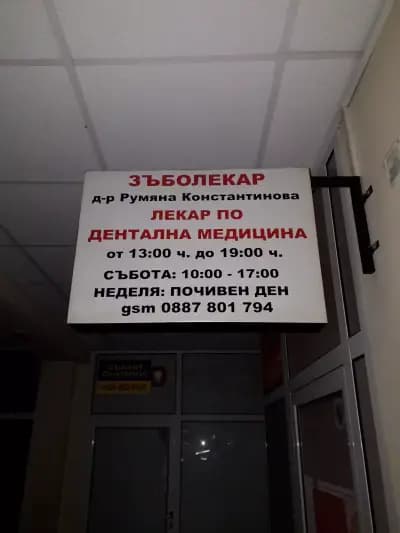 ЗЪБОЛЕКАР
д-р Румяна Константинова
ЛЕКАР ПО
ДЕНТАЛНА МЕДИЦИНА
от 13:00 ч. до 19:00 ч.
СЪБОТА: 10:00 - 17:00
НЕДЕЛЯ: ПОЧИВЕН ДЕН
gsm 0887 801 794